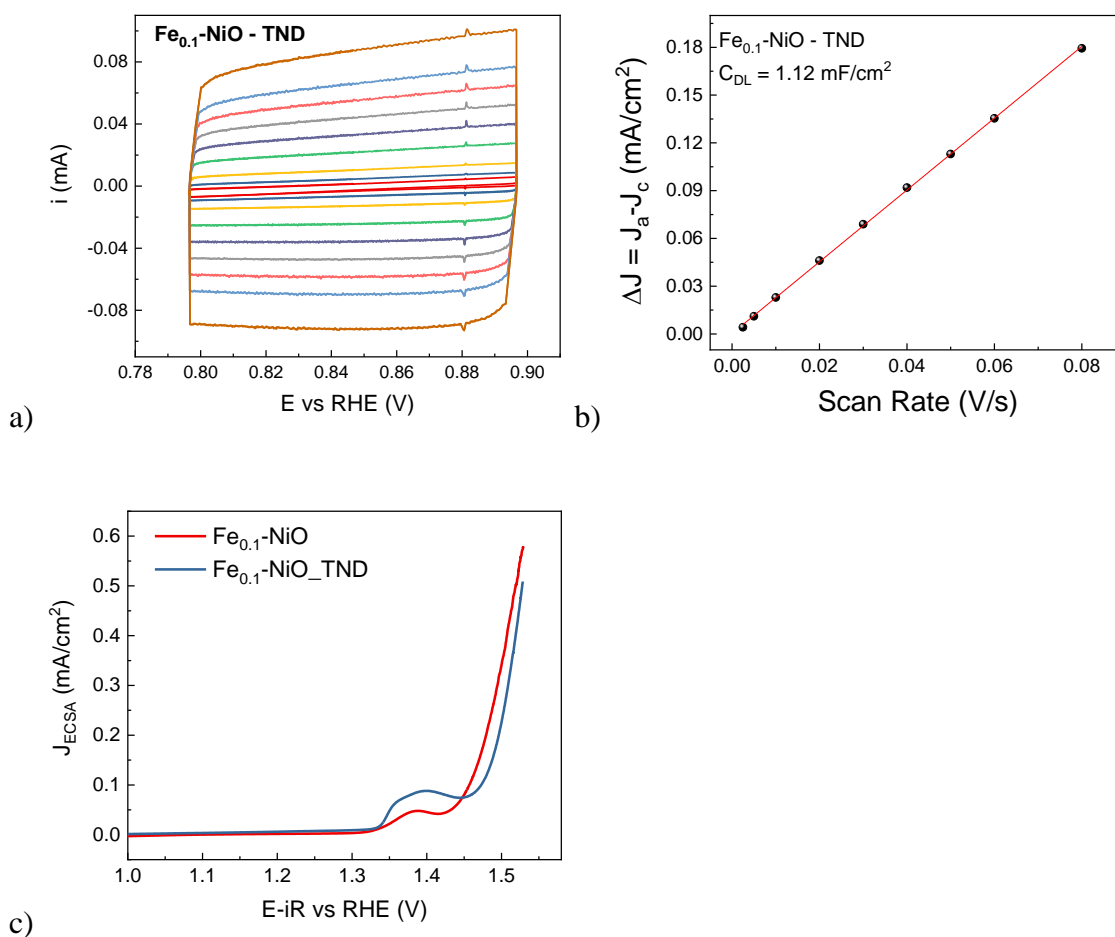 Fe0.1-NiO - TND
0.08
0.04
0.00
-0.04
-0.08
i (mA)
0.78 0.80 0.82 0.84 0.86 0.88 0.90
E vs RHE (V)
a)
Fe0.1-NiO - TND
CDL = 1.12 mF/cm2
0.18
0.15
0.12
0.09
0.06
0.03
0.00
ΔJ = Ja-Jc (mA/cm2)
0.00 0.02 0.04 0.06 0.08
Scan Rate (V/s)
b)
Fe0.1-NiO
Fe0.1-NiO_TND
0.6
0.5
0.4
0.3
0.2
0.1
0.0
JECSA (mA/cm2)
1.0 1.1 1.2 1.3 1.4 1.5
E-iR vs RHE (V)
c)